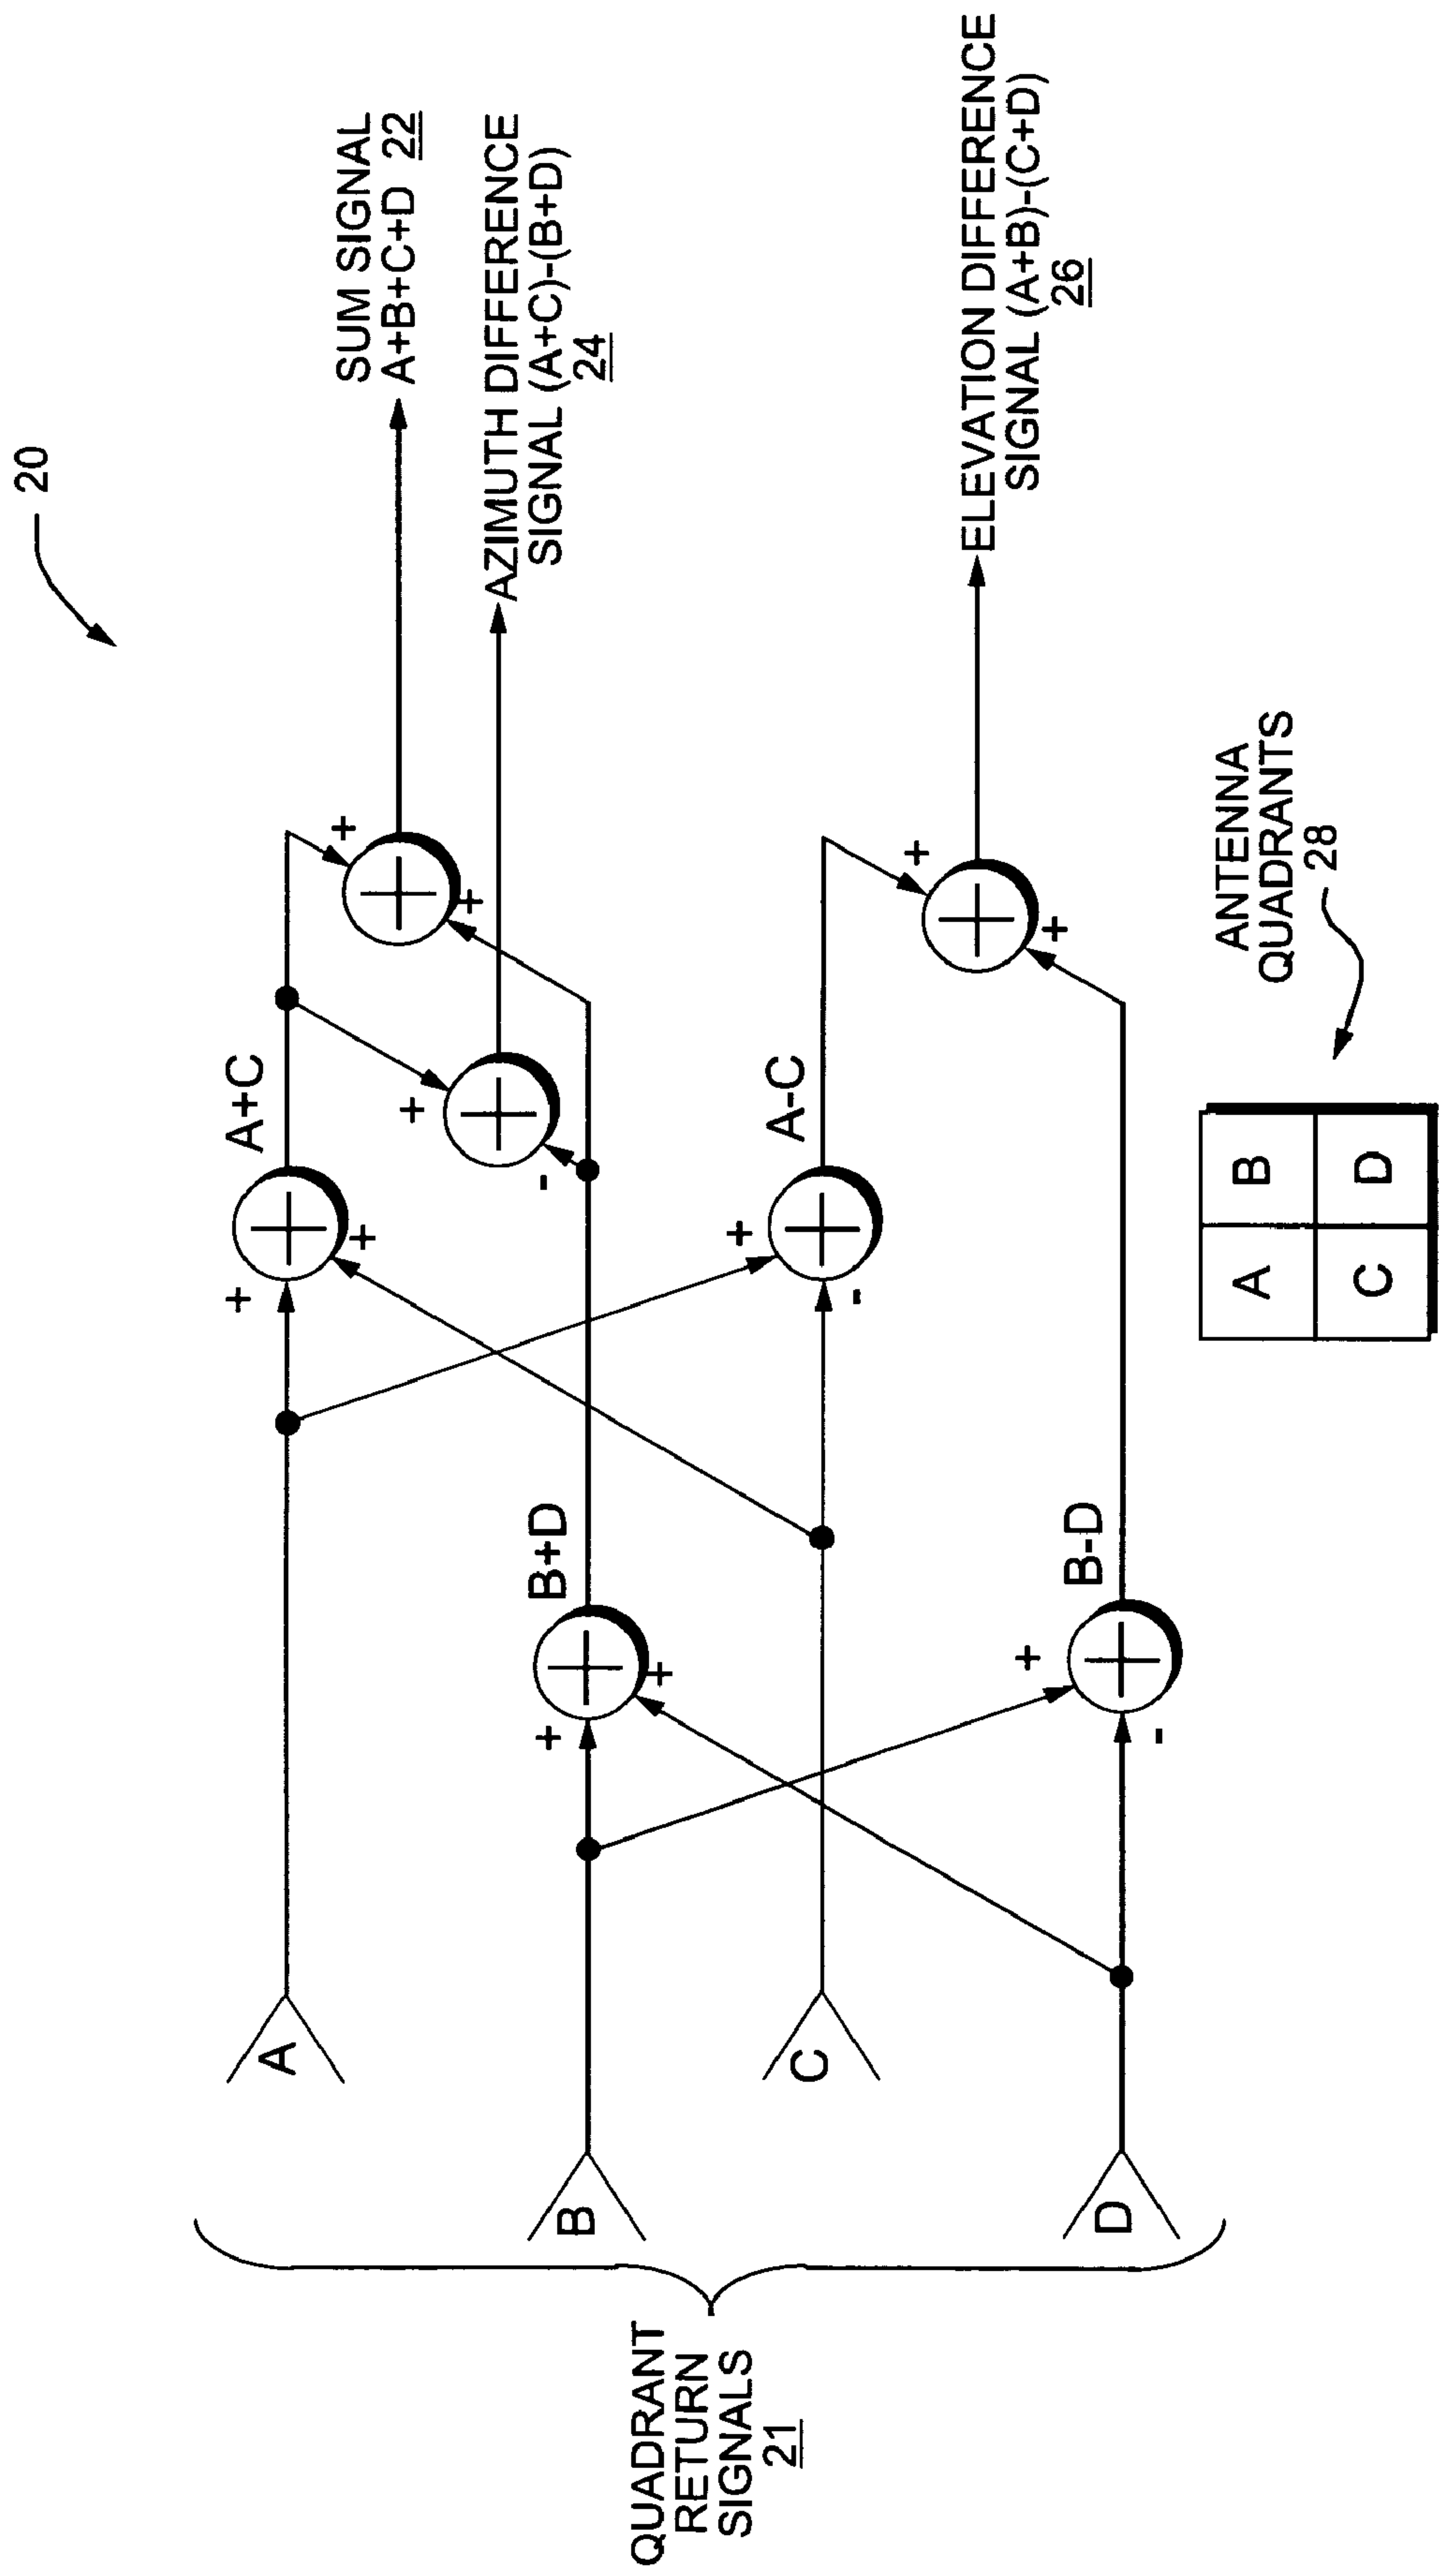 20
SUM SIGNAL
A+B+C+D 22
AZIMUTH DIFFERENCE
SIGNAL (A+C)-(B+D)
24
ELEVATION DIFFERENCE
SIGNAL (A+B)-(C+D)
26
A
+
+
A+C
+
+
B
+
+
B+D
+
-
C
+
-
A-C
+
+
D
+
-
B-D
QUADRANT
RETURN
SIGNALS
21
ANTENNA
QUADRANTS
28
A B
C D